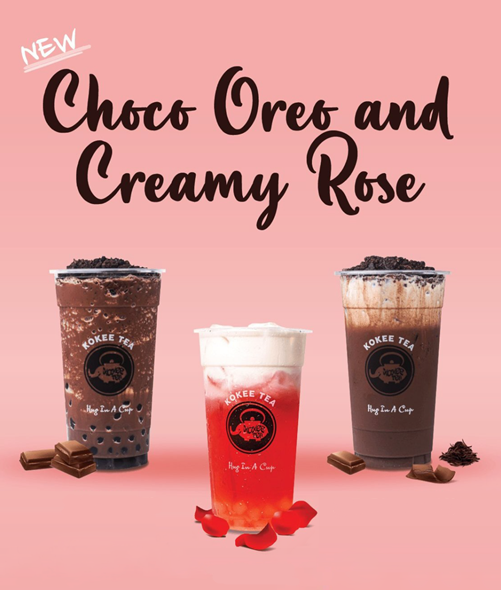 NEW
Choco Oreo and
Creamy Rose
KOKEE TEA
Hug In A Cup
KOKEE TEA
Hug In A Cup
KOKEE TEA
Hug In A Cup